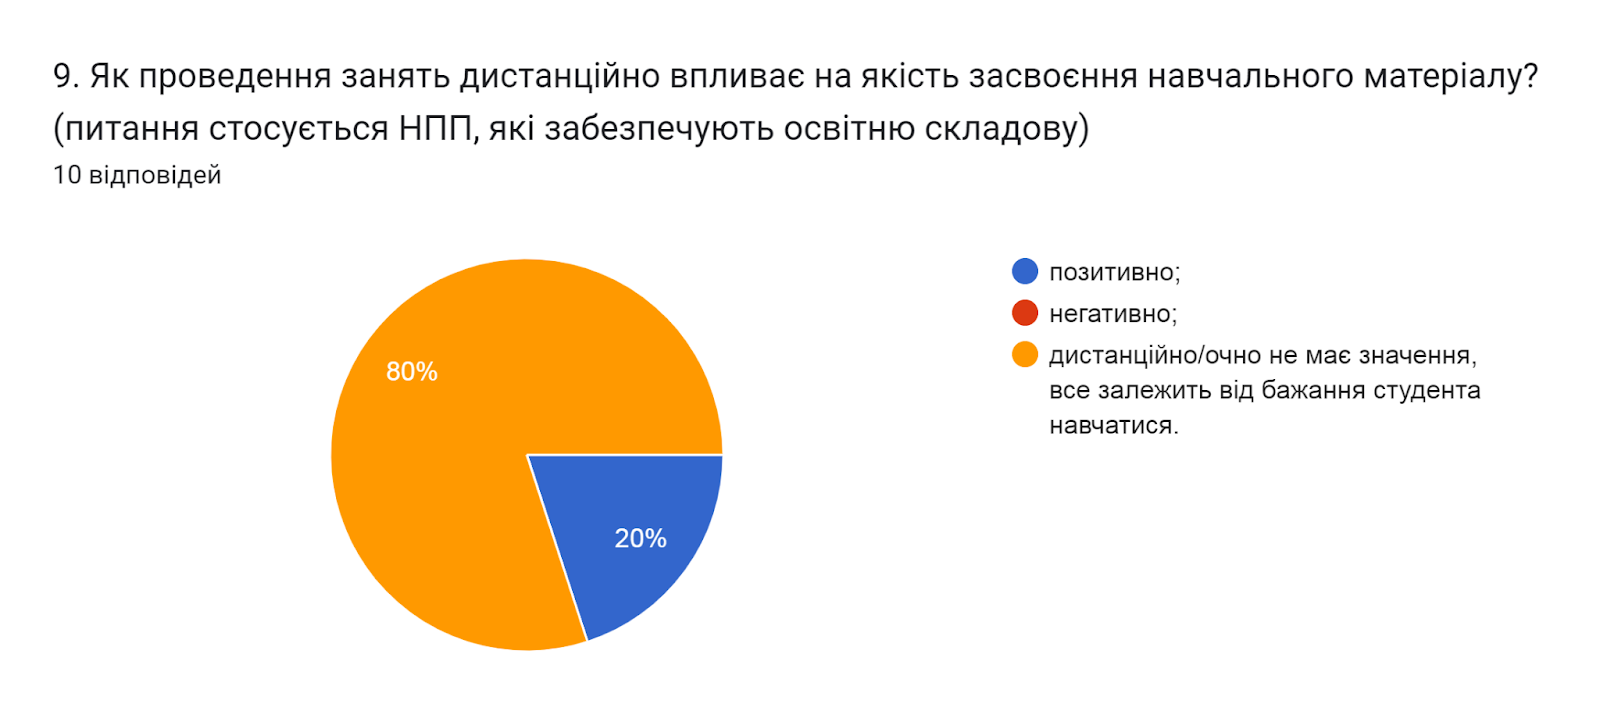 9. Як проведення занять дистанційно впливає на якість засвоєння навчального матеріалу?
(питання стосується НПП, які забезпечують освітню складову)
10 відповідей
позитивно;
негативно;
дистанційно/очно не має значення,
все залежить від бажання студента
навчатися.
80%
20%